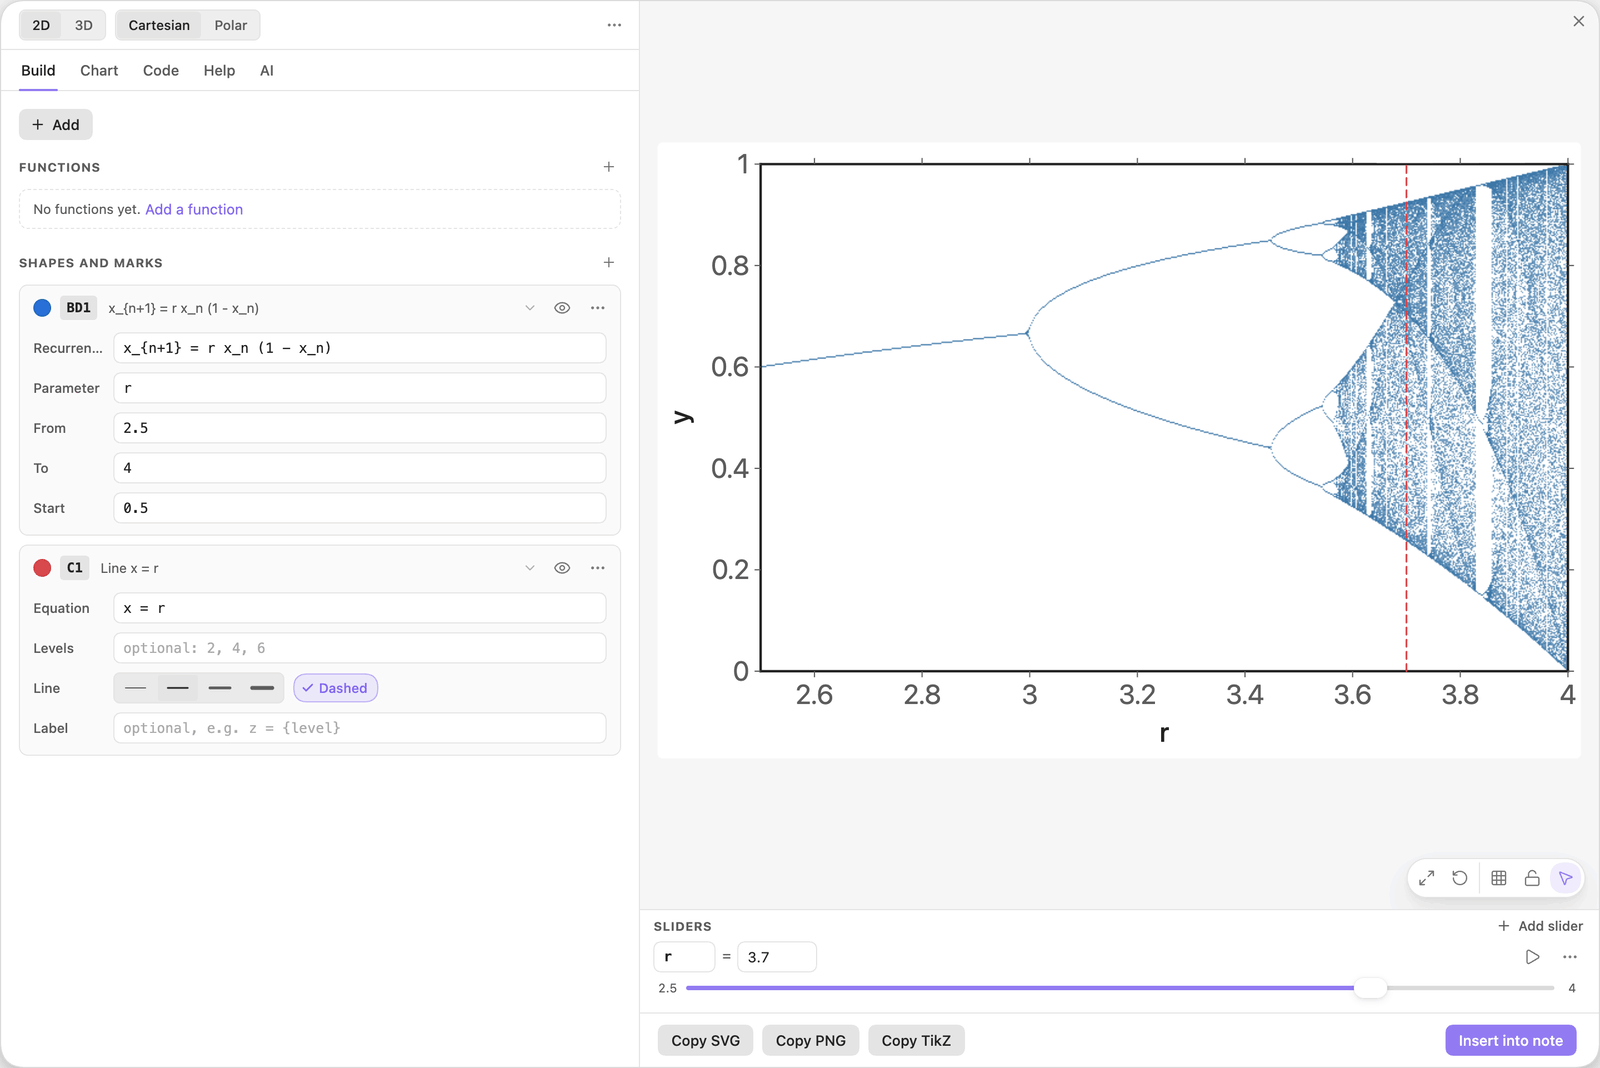 2D 3D Cartesian Polar
Build Chart Code Help AI
+ Add
FUNCTIONS
No functions yet. Add a function
SHAPES AND MARKS
BD1 x_{n+1} = r x_n (1 - x_n)
Recurren... x_{n+1} = r x_n (1 − x_n)
Parameter r
From 2.5
To 4
Start 0.5
C1 Line x = r
Equation x = r
Levels optional: 2, 4, 6
Line Dashed
Label optional, e.g. z = {level}
1
0.8
0.6
y
0.4
0.2
0
2.6 2.8 3 3.2 3.4 3.6 3.8 4
r
SLIDERS + Add slider
r = 3.7
2.5 4
Copy SVG Copy PNG Copy TikZ Insert into note